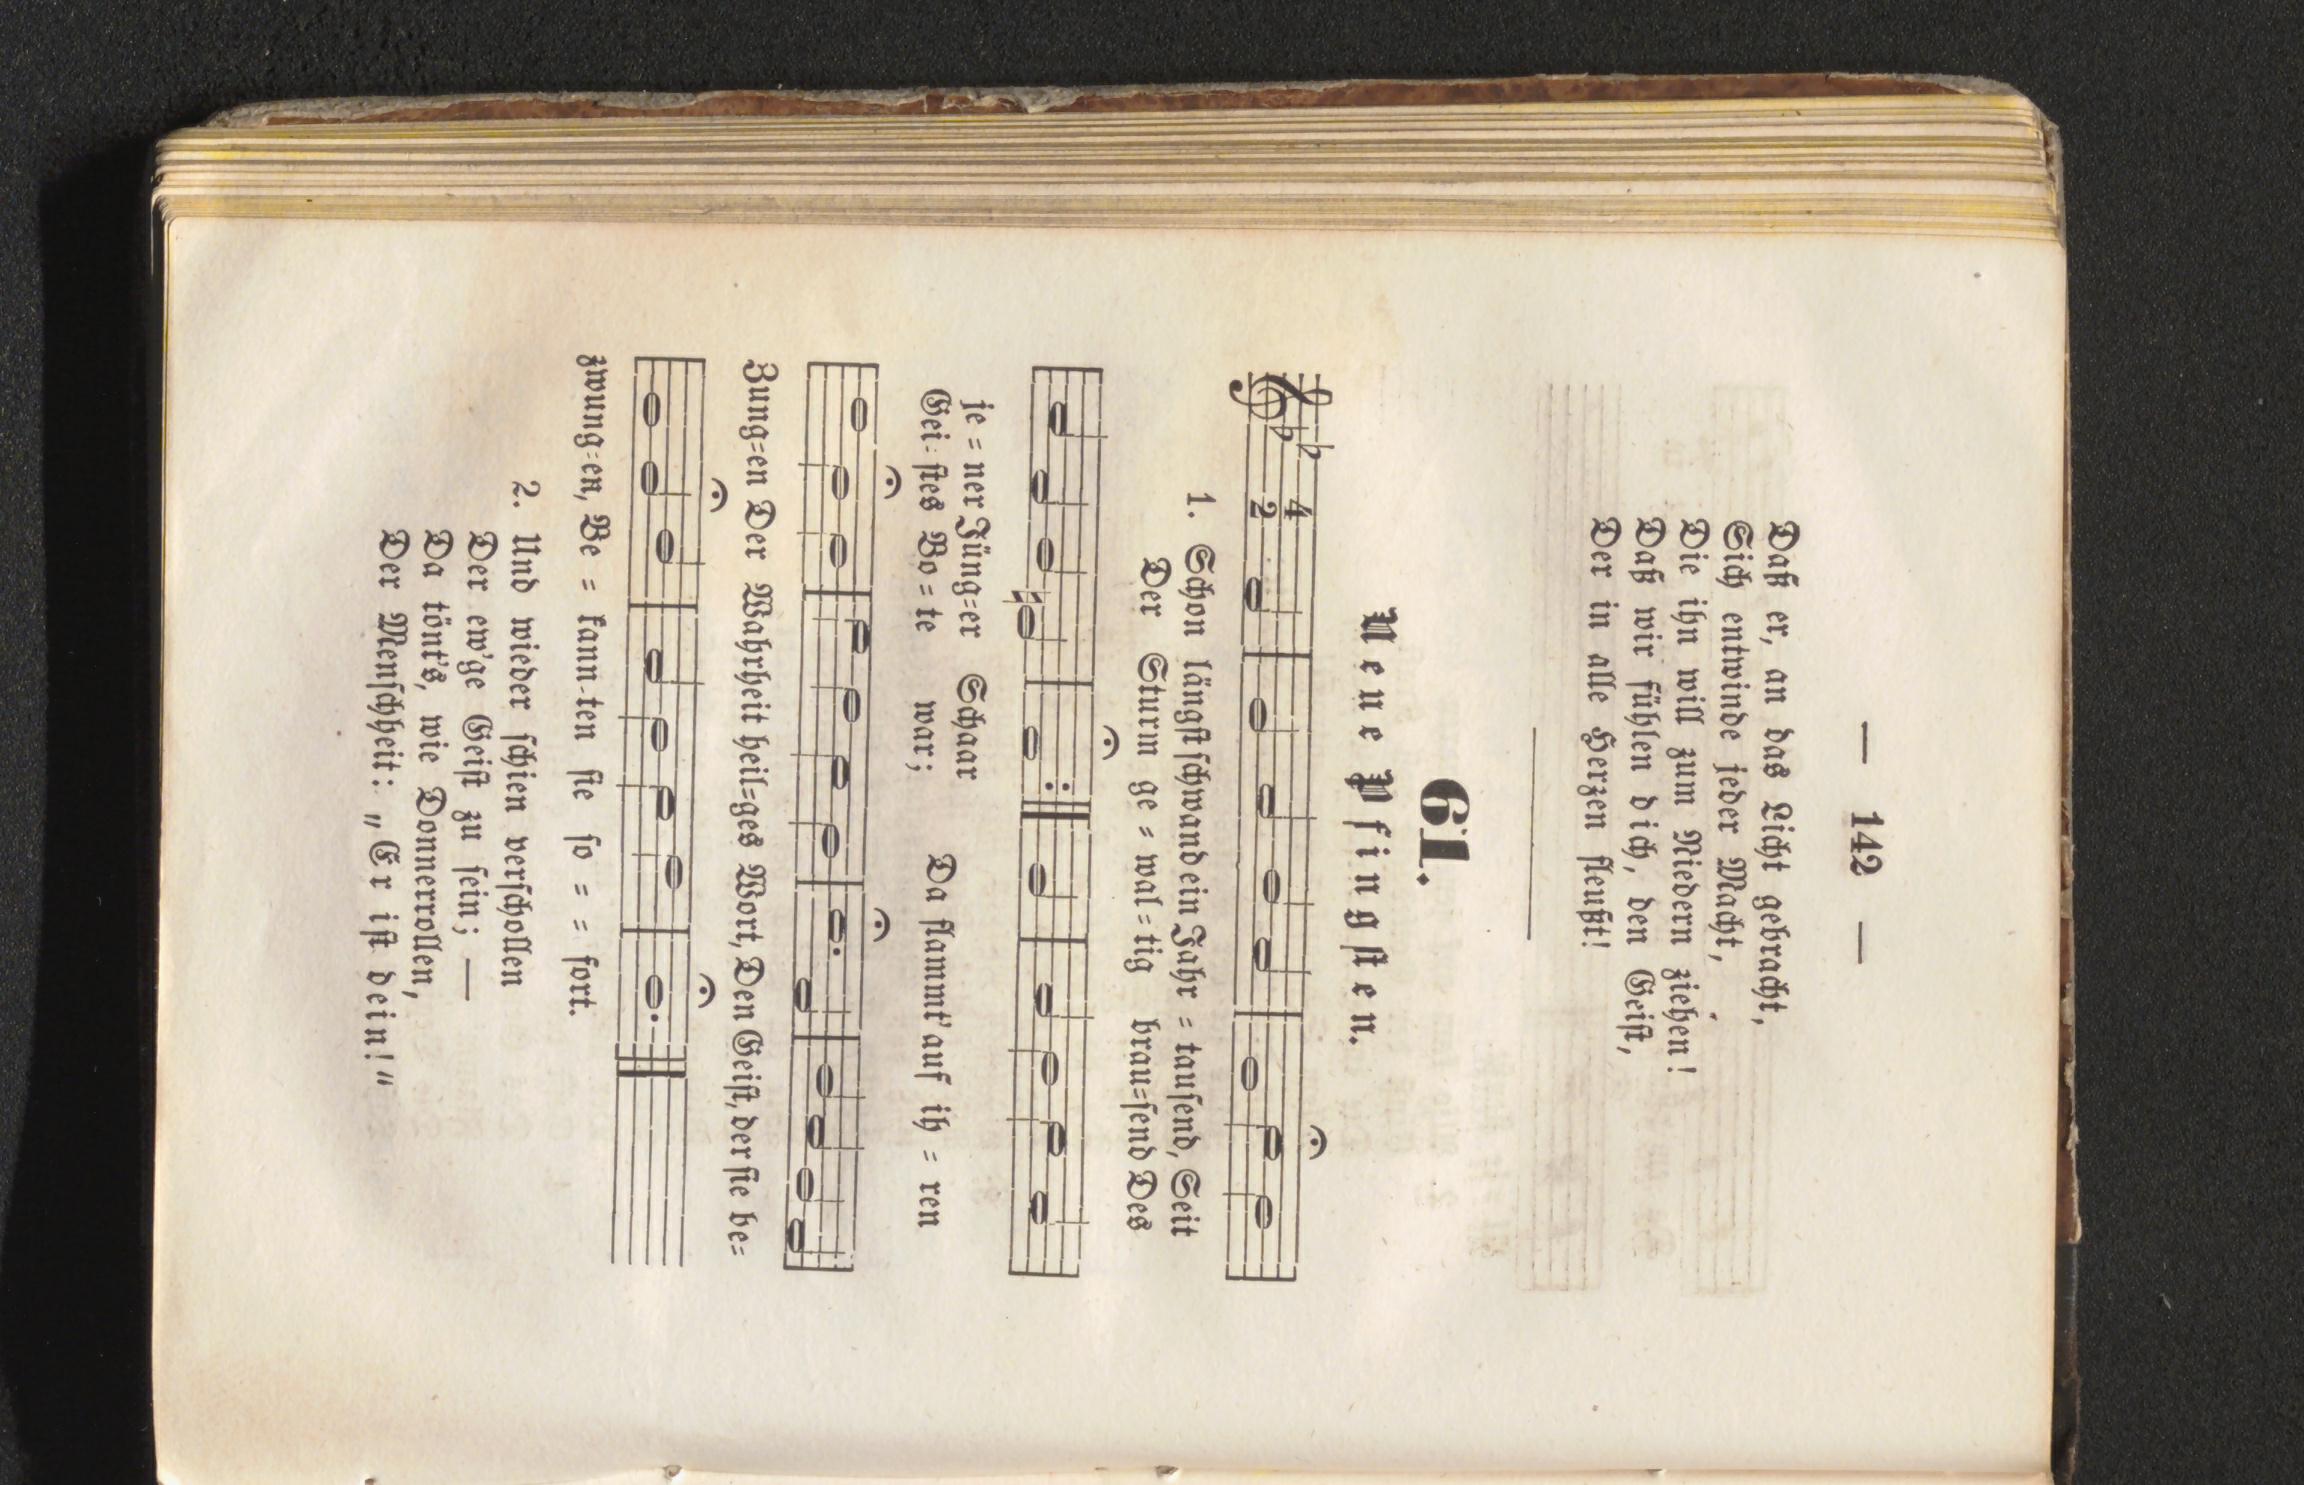 — 142 —
Daß er, an das Licht gebracht,
Sich entwinde jeder Macht,
Die ihn will zum Niedern ziehen!
Daß wir fühlen dich, den Geist,
Der in alle Herzen fleußt!
61.
Neue Pfingsten.
4
2
1. Schon längst schwand ein Jahr = tausend, Seit
Der Sturm ge = wal = tig brau=send Des
je = ner Jüng=er Schaar
Gei = stes Bo = te war; Da flammt' auf ih = ren
Zung=en Der Wahrheit heil=ges Wort, Den Geist, der sie be=
zwung=en, Be = kann-ten sie so = = fort.
2. Und wieder schien verschollen
Der ew'ge Geist zu sein; —
Da tönt's, wie Donnerrollen,
Der Menschheit: „Er ist dein!"